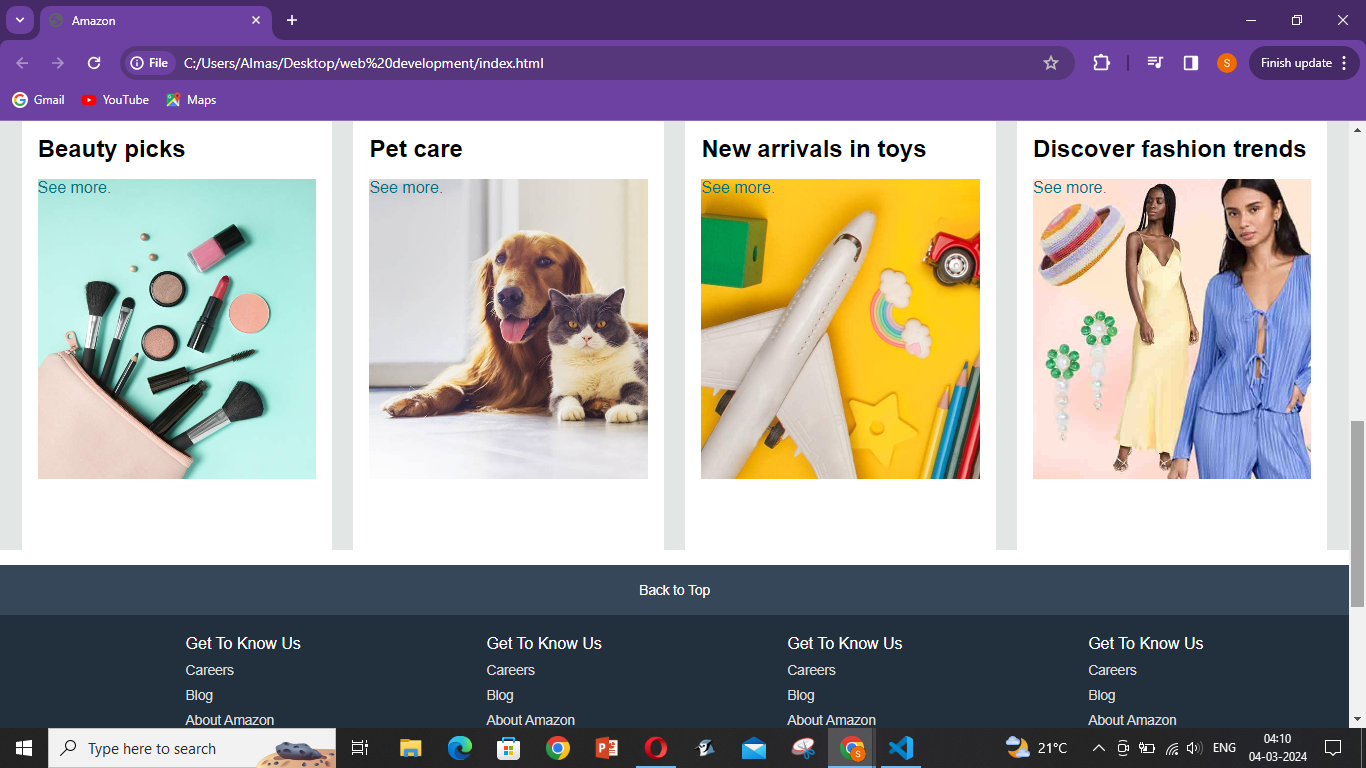 Amazon
File
C:/Users/Almas/Desktop/web%20development/index.html
S
Finish update
Gmail
YouTube
Maps
Beauty picks
Pet care
New arrivals in toys
Discover fashion trends
See more.
See more.
See more.
See more.
Back to Top
Get To Know Us
Get To Know Us
Get To Know Us
Get To Know Us
Careers
Careers
Careers
Careers
Blog
Blog
Blog
Blog
About Amazon
About Amazon
About Amazon
About Amazon
Type here to search
21°C
ENG
04:10
04-03-2024